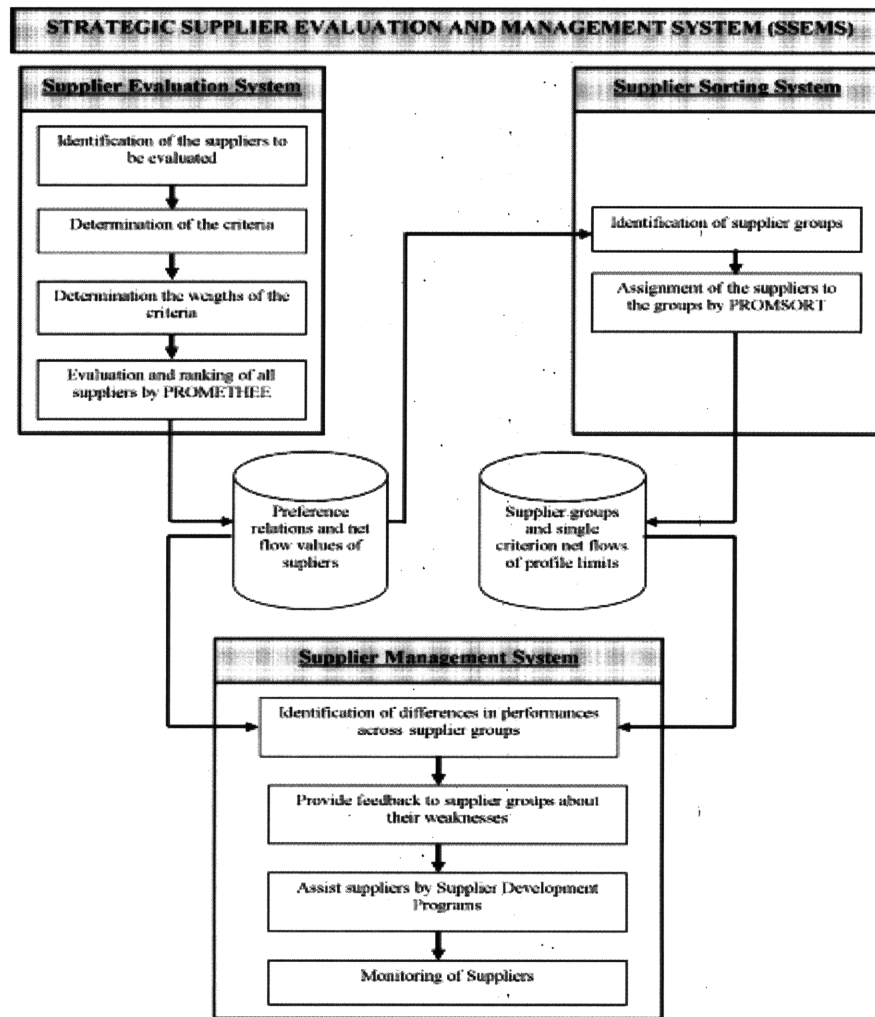 STRATEGIC SUPPLIER EVALUATION AND MANAGEMENT SYSTEM (SSEMS)
Supplier Evaluation System
Identification of the suppliers to
be evaluated
Determination of the criteria
Determination the weigths of the
criteria
Evaluation and ranking of all
suppliers by PROMETHEE
Supplier Sorting System
Identification of supplier groups
Assignment of the suppliers to
the groups by PROMSORT
Preference
relations and net
flow values of
supliers
Supplier groups
and single
criterion net flows
of profile limits
Supplier Management System
Identification of differences in performances
across supplier groups
Provide feedback to supplier groups about
their weaknesses
Assist suppliers by Supplier Development
Programs
Monitoring of Suppliers